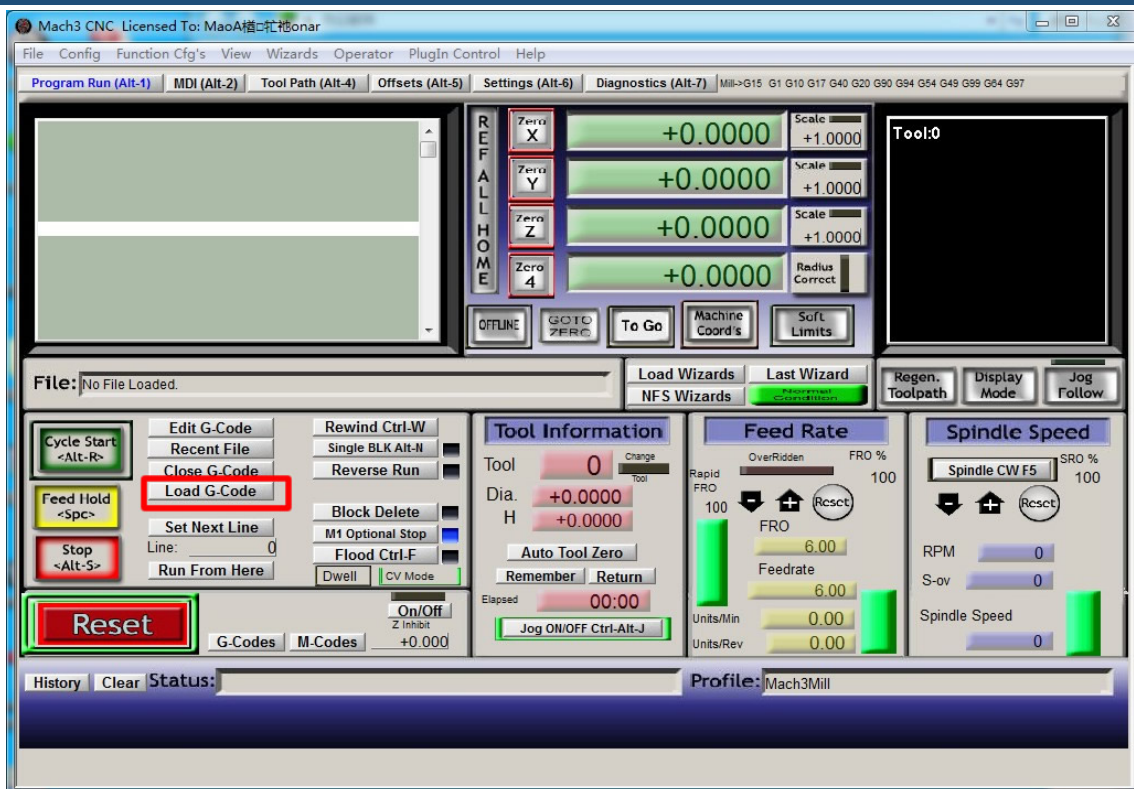 Mach3 CNC Licensed To: MaoA楿□牤祂onar
File Config Function Cfg's View Wizards Operator PlugIn Control Help
Program Run (Alt-1) MDI (Alt-2) Tool Path (Alt-4) Offsets (Alt-5) Settings (Alt-6) Diagnostics (Alt-7) Mill->G15 G1 G10 G17 G40 G20 G90 G94 G54 G49 G99 G64 G97
REF ALL HOME
Zero X +0.0000 Scale +1.0000
Zero Y +0.0000 Scale +1.0000
Zero Z +0.0000 Scale +1.0000
Zero 4 +0.0000 Radius Correct
OFFLINE GOTO ZERO To Go Machine Coord's Soft Limits
Tool:0
File: No File Loaded.
Load Wizards Last Wizard
NFS Wizards Normal Condition
Regen. Toolpath Display Mode Jog Follow
Cycle Start <Alt-R>
Feed Hold <Spc>
Stop <Alt-S>
Edit G-Code
Recent File
Close G-Code
Load G-Code
Set Next Line
Line: 0
Run From Here
Rewind Ctrl-W
Single BLK Alt-N
Reverse Run
Block Delete
M1 Optional Stop
Flood Ctrl-F
Dwell CV Mode
Reset
G-Codes M-Codes
On/Off
Z Inhibit
+0.000
Tool Information
Tool 0 Change Tool
Dia. +0.0000
H +0.0000
Auto Tool Zero
Remember Return
Elapsed 00:00
Jog ON/OFF Ctrl-Alt-J
Feed Rate
OverRidden FRO %
100
Rapid FRO
100
Reset
FRO
6.00
Feedrate
6.00
Units/Min 0.00
Units/Rev 0.00
Spindle Speed
Spindle CW F5 SRO %
100
Reset
RPM 0
S-ov 0
Spindle Speed
0
History Clear Status:
Profile: Mach3Mill